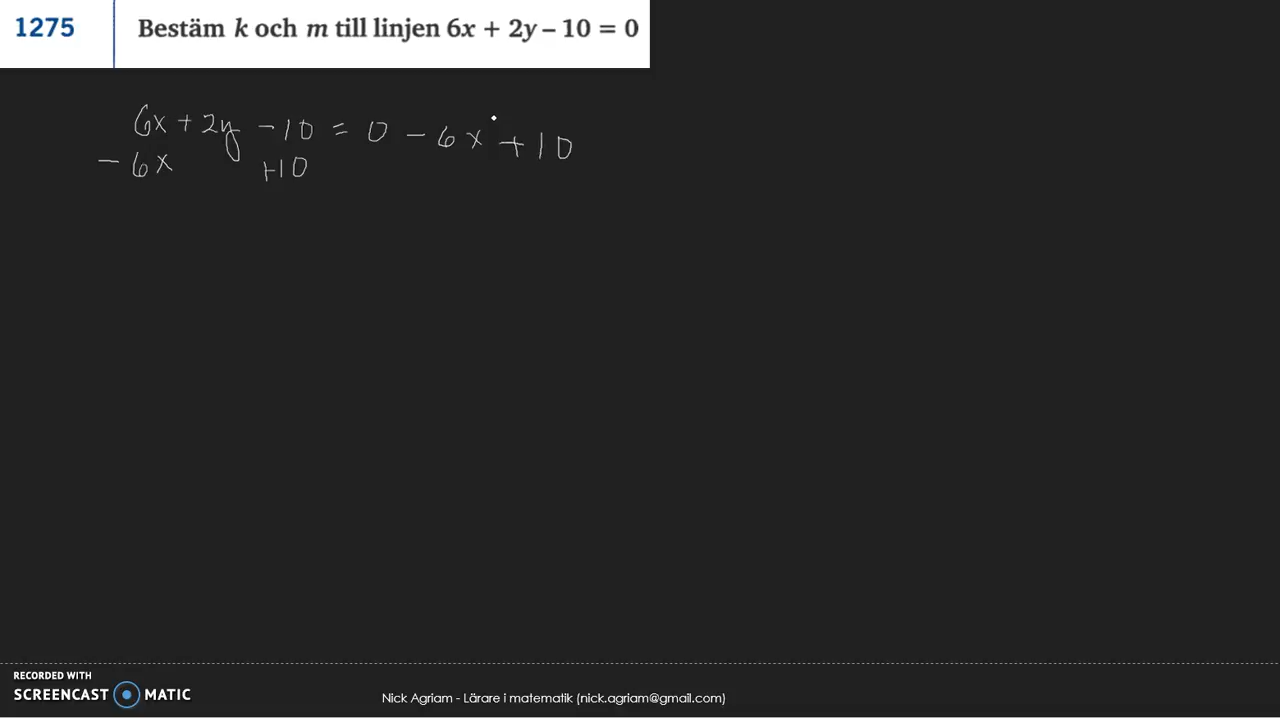 1275 Bestäm k och m till linjen 6x + 2y – 10 = 0
6x + 2y - 10 = 0 - 6x + 10
- 6x +10
RECORDED WITH
SCREENCAST MATIC
Nick Agriam - Lärare i matematik (nick.agriam@gmail.com)